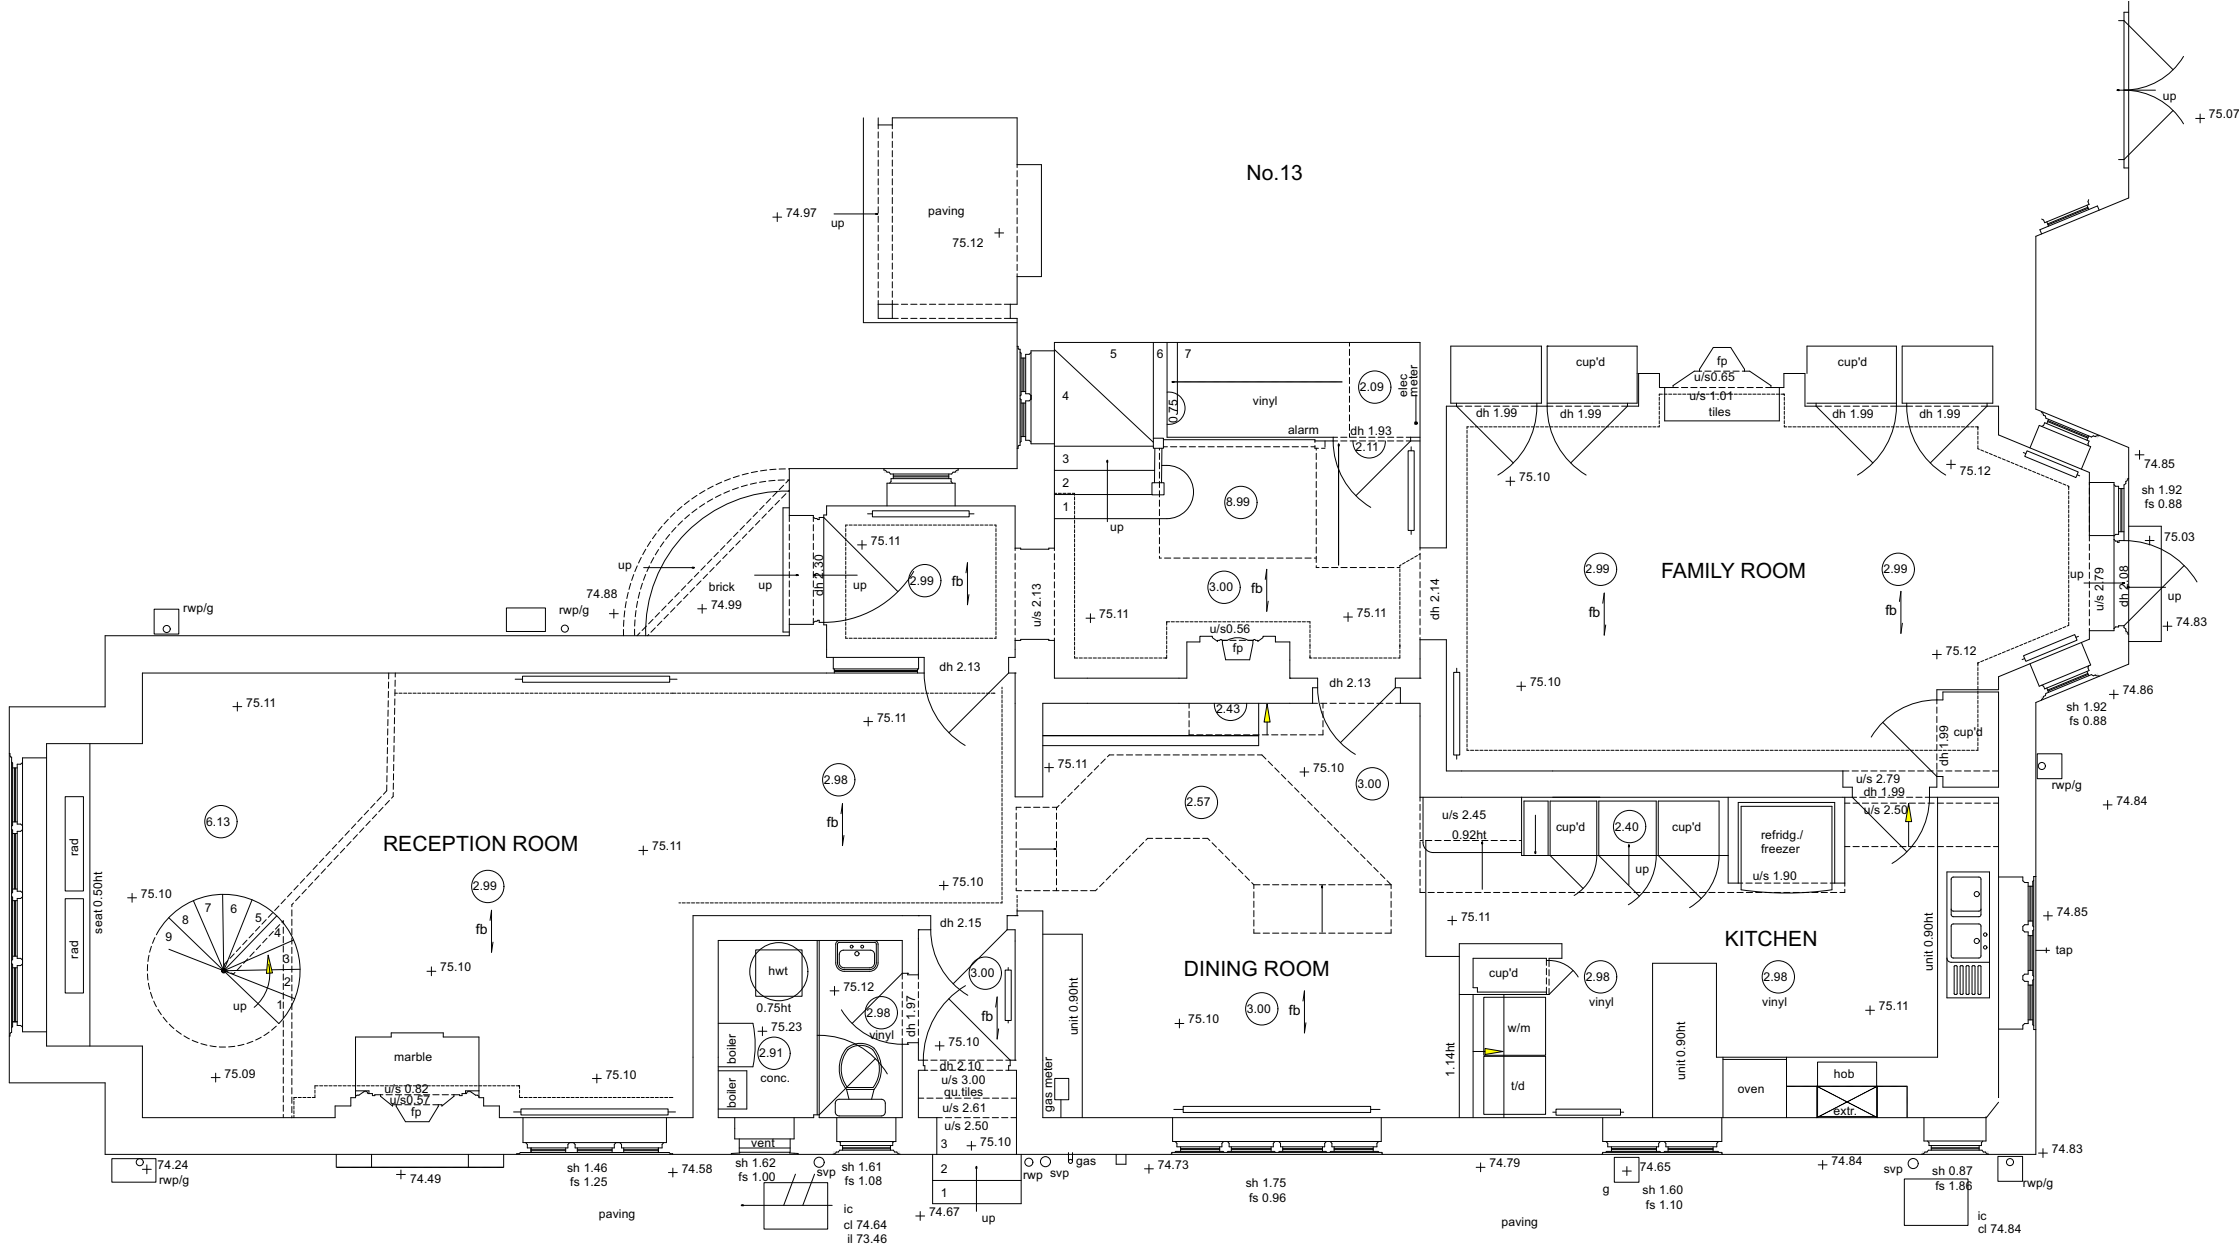 up
75.07
No.13
74.97
up
paving
75.12
5
6
7
4
3
2
1
up
0.75
vinyl
2.09
elec
meter
alarm
dh 1.93
2.11
8.99
cup'd
fp
u/s0.65
u/s 1.01
tiles
cup'd
dh 1.99
dh 1.99
dh 1.99
dh 1.99
75.10
75.12
74.85
sh 1.92
fs 0.88
75.03
75.11
dh 2.30
up
brick
74.99
up
up
74.88
2.99
fb
u/s 2.13
3.00
fb
75.11
75.11
dh 2.14
u/s0.56
fp
2.99
FAMILY ROOM
2.99
fb
fb
up
u/s 2.79
dh 2.08
up
74.83
rwp/g
rwp/g
dh 2.13
dh 2.13
75.12
75.10
74.86
sh 1.92
fs 0.88
75.11
75.11
2.43
cup'd
dh 1.99
75.11
75.10
3.00
u/s 2.79
dh 1.99
u/s 2.50
rwp/g
74.84
2.98
fb
2.57
6.13
u/s 2.45
0.92ht
cup'd
2.40
cup'd
up
refridg./
freezer
u/s 1.90
RECEPTION ROOM
75.11
2.99
fb
rad
rad
seat 0.50ht
75.10
75.10
dh 2.15
75.11
74.85
unit 0.90ht
tap
9
8
7
6
5
4
3
2
1
up
75.10
hwt
0.75ht
75.12
2.98
vinyl
dh 1.97
3.00
fb
DINING ROOM
3.00
fb
75.10
KITCHEN
cup'd
2.98
vinyl
2.98
vinyl
75.11
75.23
2.91
conc.
boiler
boiler
75.10
dh 2.10
u/s 3.00
qu.tiles
u/s 2.61
u/s 2.50
3
75.10
2
1
up
unit 0.90ht
gas meter
1.14ht
w/m
t/d
unit 0.90ht
oven
hob
extr.
marble
u/s 0.82
u/s0.57
fp
75.09
75.10
vent
74.24
rwp/g
74.49
sh 1.46
fs 1.25
74.58
sh 1.62
fs 1.00
svp
sh 1.61
fs 1.08
rwp
svp
gas
74.73
sh 1.75
fs 0.96
74.79
g
74.65
sh 1.60
fs 1.10
74.84
svp
sh 0.87
fs 1.86
rwp/g
74.83
paving
ic
cl 74.64
il 73.46
74.67
paving
ic
cl 74.84